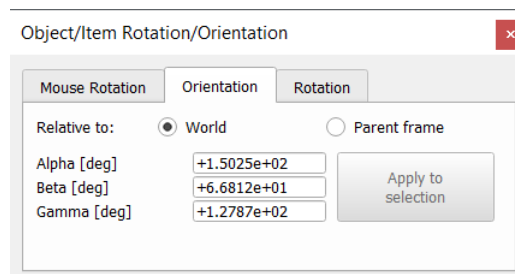 Object/Item Rotation/Orientation
Mouse Rotation Orientation Rotation
Relative to: World Parent frame
Alpha [deg] +1.5025e+02
Beta [deg] +6.6812e+01
Gamma [deg] +1.2787e+02
Apply to
selection